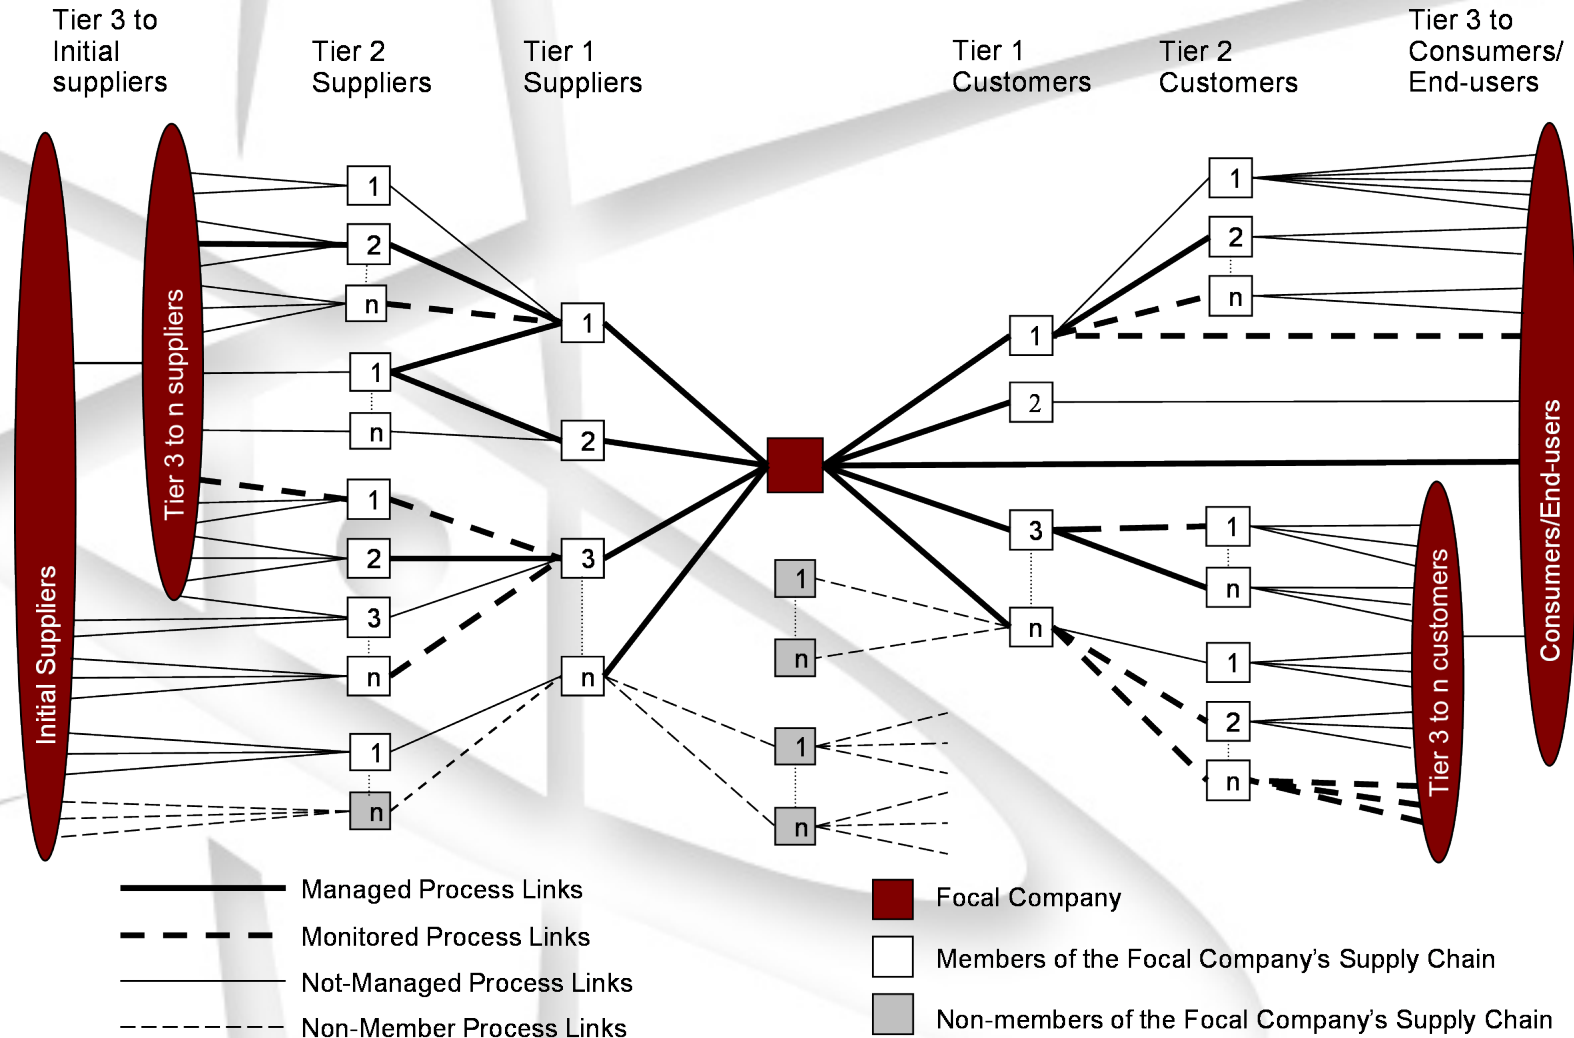 Tier 3 to
Initial
suppliers
Tier 2
Suppliers
Tier 1
Suppliers
Tier 1
Customers
Tier 2
Customers
Tier 3 to
Consumers/
End-users
Initial Suppliers
Tier 3 to n suppliers
1
2
n
1
n
1
2
3
n
1
n
1
2
3
n
1
n
1
n
1
2
3
n
1
2
n
1
n
1
2
n
Tier 3 to n customers
Consumers/End-users
Managed Process Links
Monitored Process Links
Not-Managed Process Links
Non-Member Process Links
Focal Company
Members of the Focal Company's Supply Chain
Non-members of the Focal Company's Supply Chain